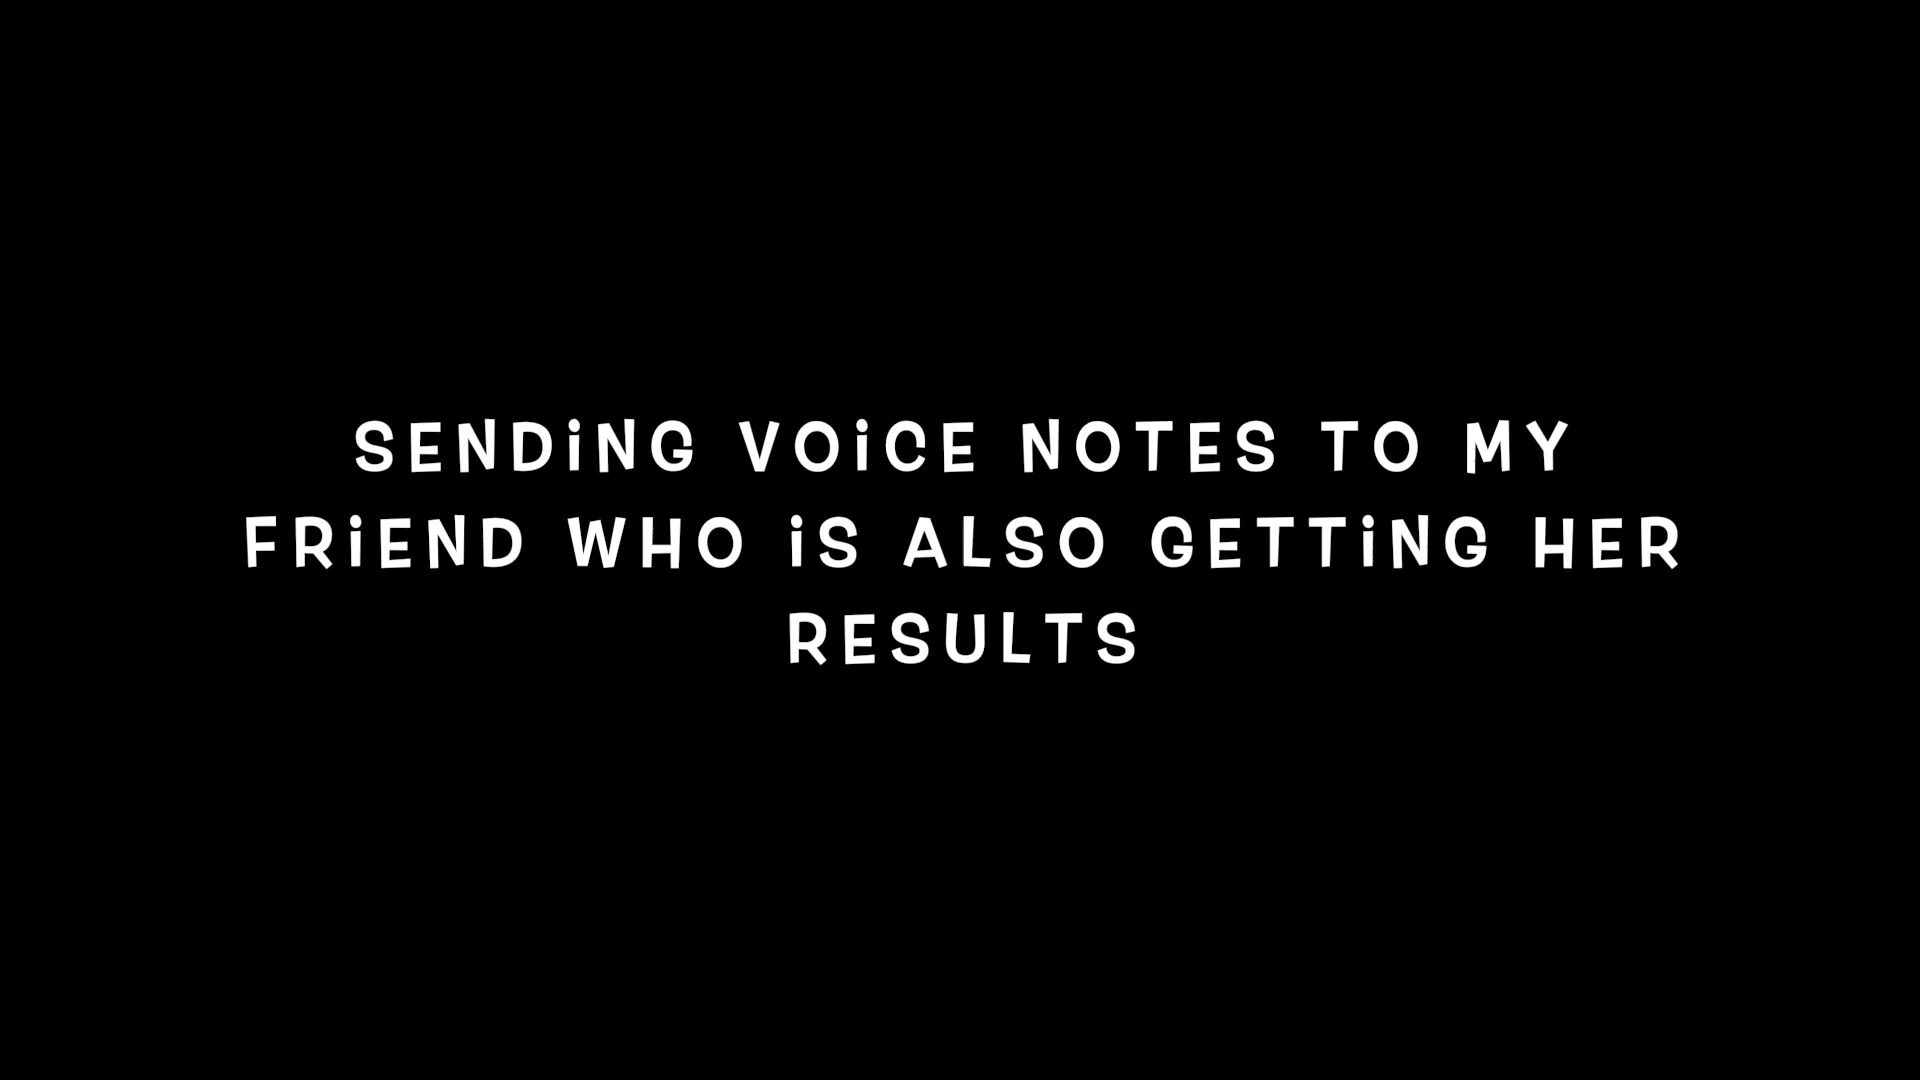 SENDiNG VOiCE NOTES TO MY
FRiEND WHO iS ALSO GETTiNG HER
RESULTS